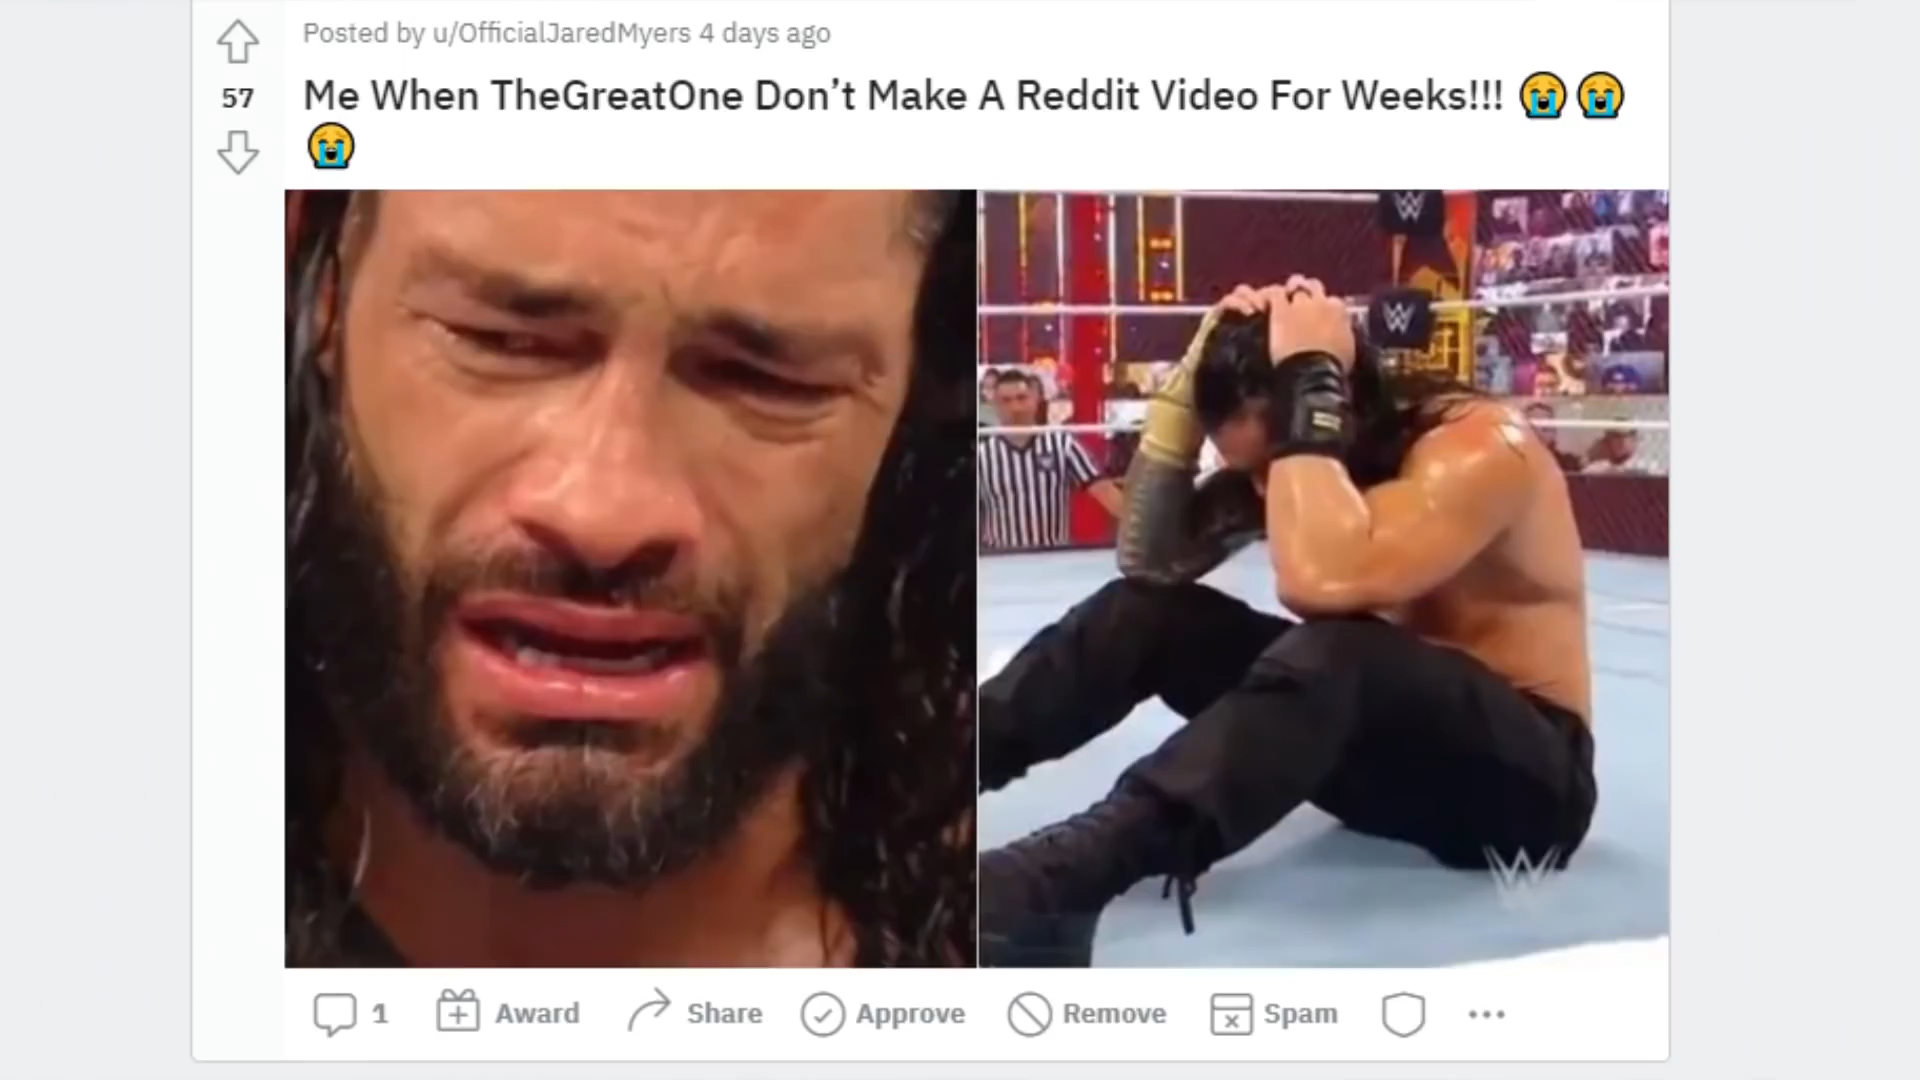 Posted by u/OfficialJaredMyers 4 days ago
57
Me When TheGreatOne Don't Make A Reddit Video For Weeks!!! 😭😭
😭
W
W
W
1 Award Share Approve Remove Spam